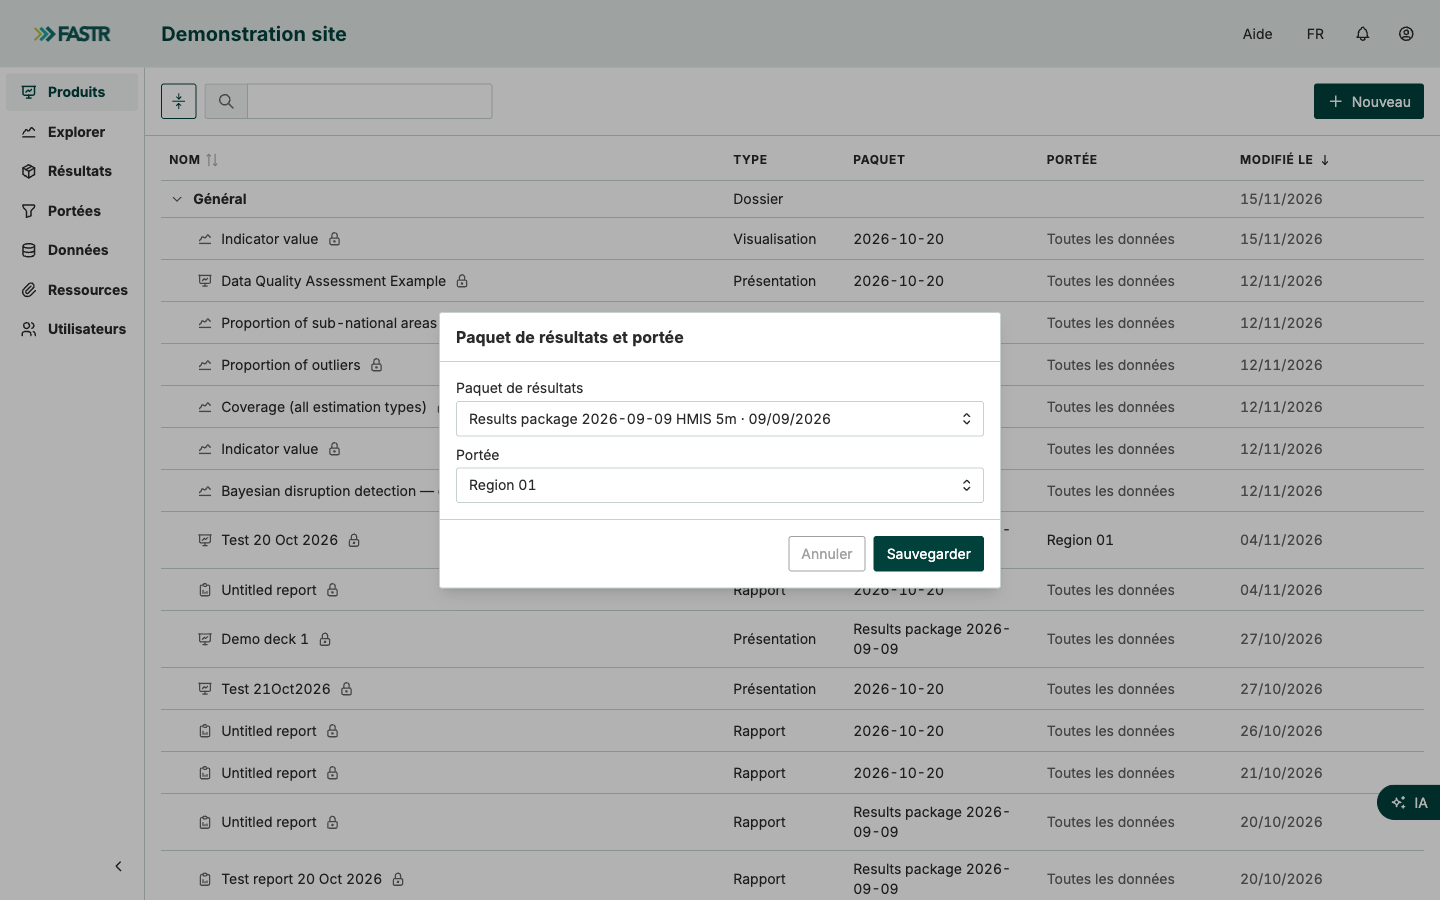 FASTR
Demonstration site
Aide
FR
Produits
Explorer
Résultats
Portées
Données
Ressources
Utilisateurs
Nouveau
NOM
TYPE
PAQUET
PORTÉE
MODIFIÉ LE
Général
Dossier
15/11/2026
Indicator value
Visualisation
2026-10-20
Toutes les données
15/11/2026
Data Quality Assessment Example
Présentation
2026-10-20
Toutes les données
12/11/2026
Proportion of sub-national areas
Toutes les données
12/11/2026
Proportion of outliers
Toutes les données
12/11/2026
Coverage (all estimation types)
Toutes les données
12/11/2026
Indicator value
Toutes les données
12/11/2026
Bayesian disruption detection —
Toutes les données
12/11/2026
Test 20 Oct 2026
Region 01
04/11/2026
Untitled report
Rapport
2026-10-20
Toutes les données
04/11/2026
Demo deck 1
Présentation
Results package 2026-
09-09
Toutes les données
27/10/2026
Test 21Oct2026
Présentation
2026-10-20
Toutes les données
27/10/2026
Untitled report
Rapport
2026-10-20
Toutes les données
26/10/2026
Untitled report
Rapport
2026-10-20
Toutes les données
21/10/2026
Untitled report
Rapport
Results package 2026-
09-09
Toutes les données
20/10/2026
Test report 20 Oct 2026
Rapport
Results package 2026-
09-09
Toutes les données
20/10/2026
Paquet de résultats et portée
Paquet de résultats
Results package 2026-09-09 HMIS 5m · 09/09/2026
Portée
Region 01
Annuler
Sauvegarder
IA